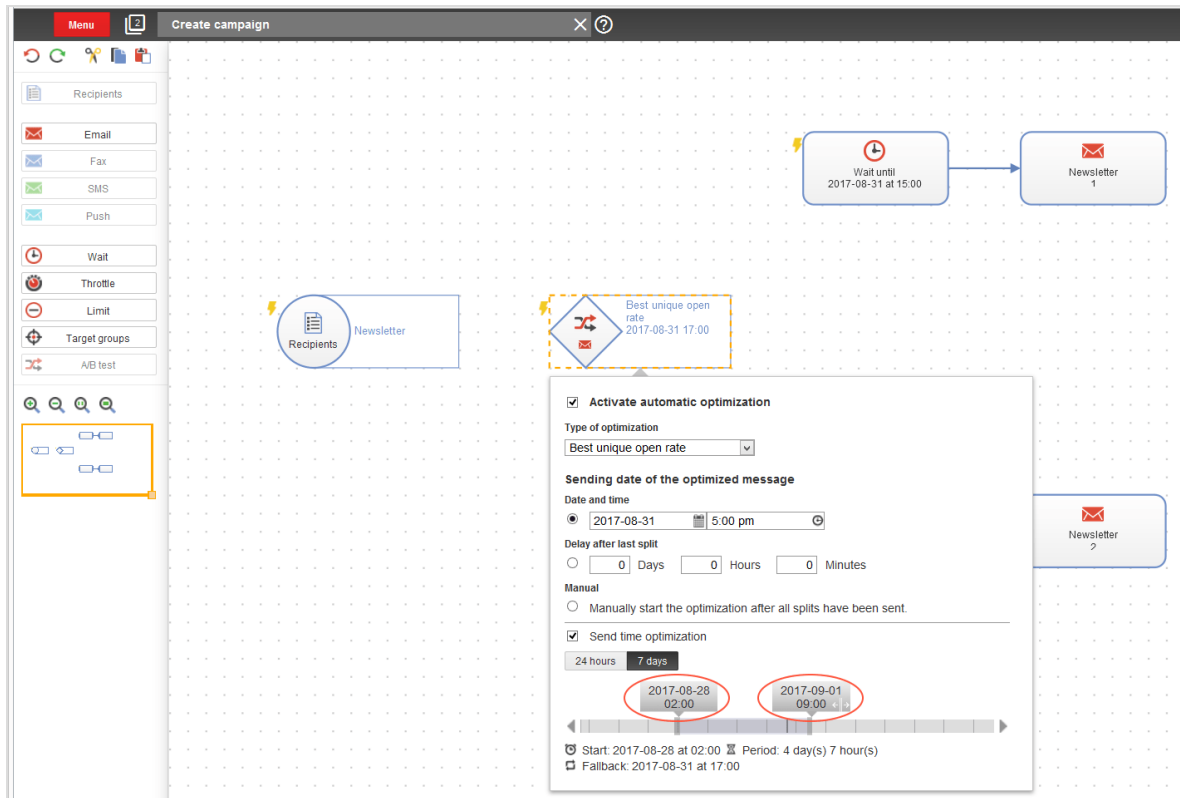 Menu
2
Create campaign
Recipients
Email
Fax
SMS
Push
Wait
Throttle
Limit
Target groups
A/B test
Wait until
2017-08-31 at 15:00
Newsletter
1
Recipients
Newsletter
Best unique open
rate
2017-08-31 17:00
Activate automatic optimization
Type of optimization
Best unique open rate
Sending date of the optimized message
Date and time
2017-08-31 5:00 pm
Delay after last split
0 Days 0 Hours 0 Minutes
Manual
Manually start the optimization after all splits have been sent.
Send time optimization
24 hours 7 days
2017-08-28
02:00
2017-09-01
09:00
Start: 2017-08-28 at 02:00 Period: 4 day(s) 7 hour(s)
Fallback: 2017-08-31 at 17:00
Newsletter
2